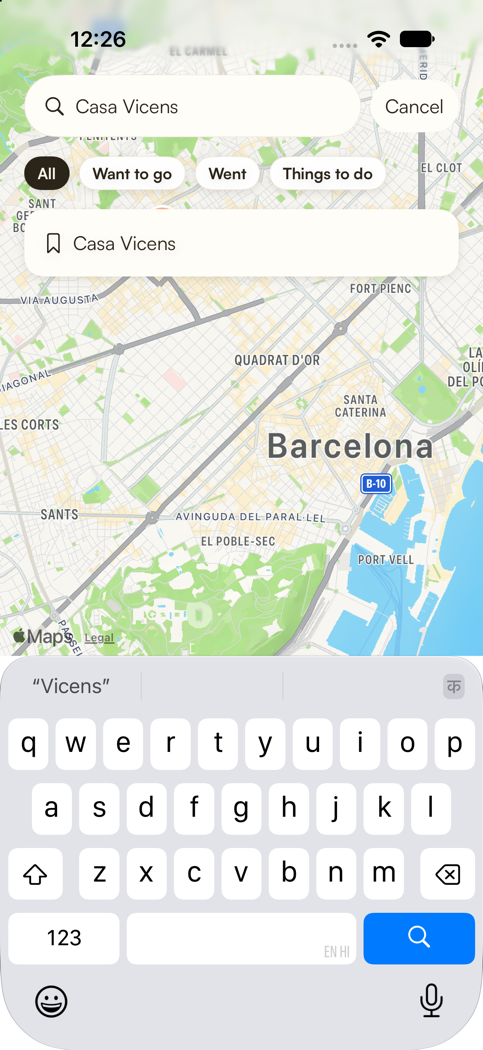 12:26
EL CARMEL
Casa Vicens
Cancel
EL CLOT
All
Want to go
Went
Things to do
SANT
Casa Vicens
VIA AUGUSTA
FORT PIENC
QUADRAT D'OR
SANTA
CATERINA
LES CORTS
Barcelona
B-10
SANTS
AVINGUDA DEL PARAL·LEL
EL POBLE-SEC
PORT VELL
Maps
Legal
“Vicens”
क
q w e r t y u i o p
a s d f g h j k l
z x c v b n m
123
EN HI